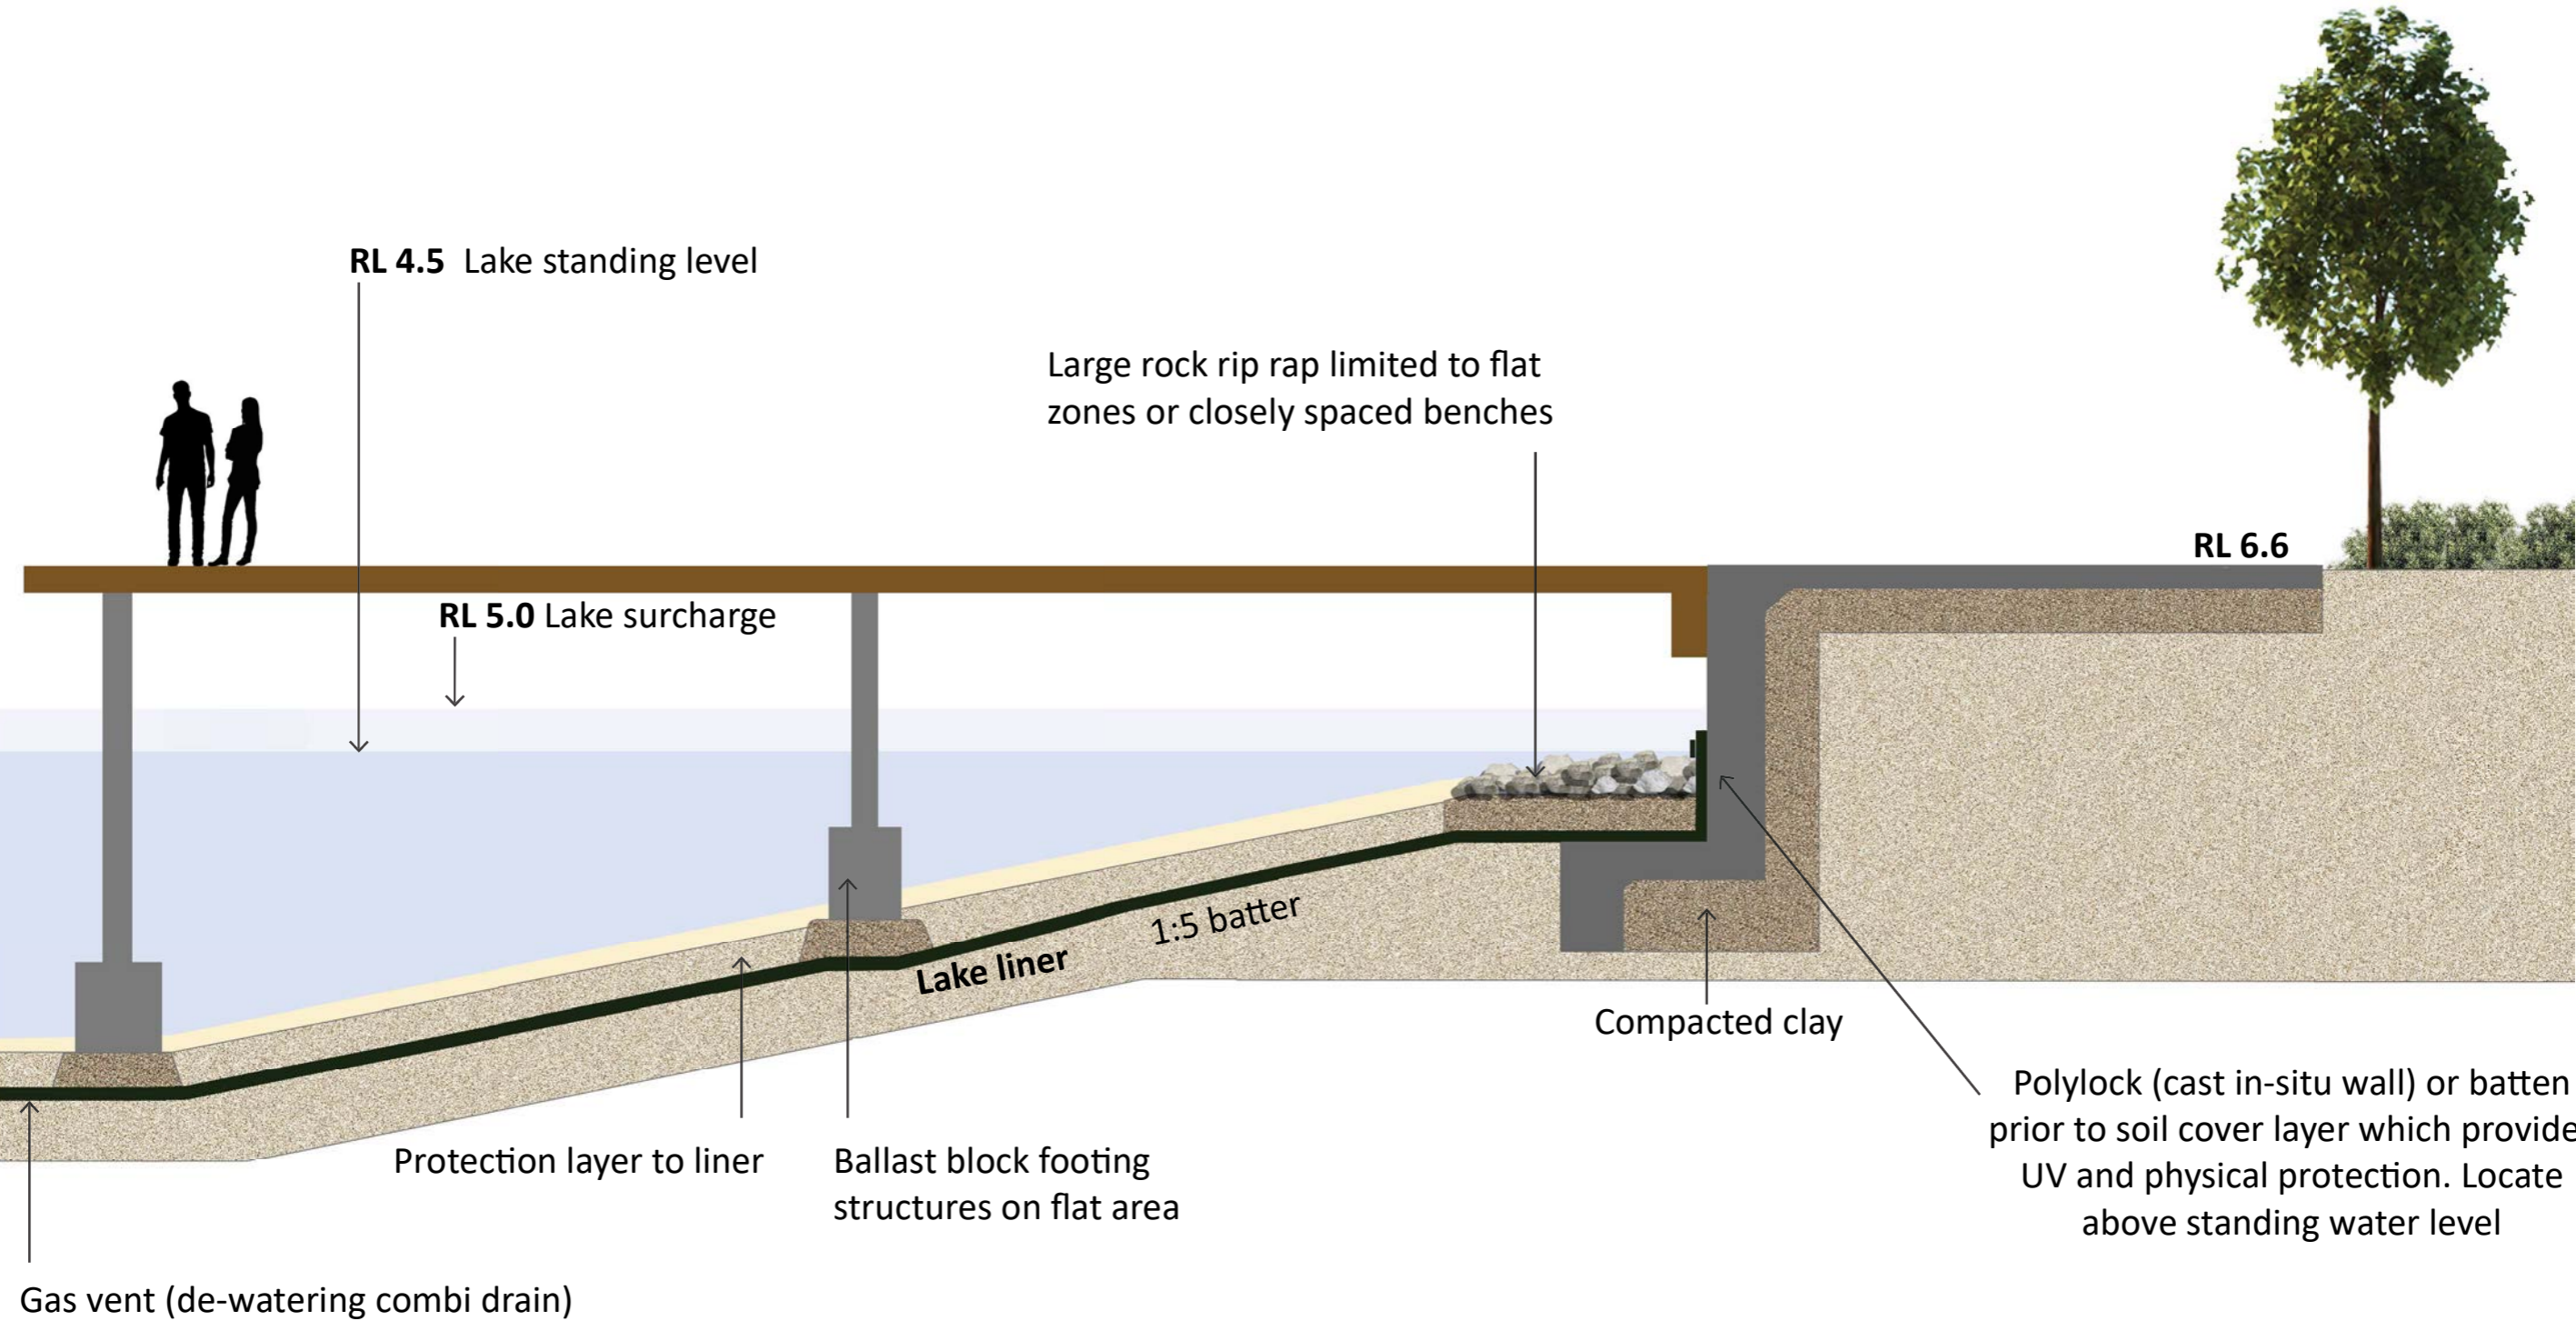 RL 4.5 Lake standing level
Large rock rip rap limited to flat
zones or closely spaced benches
RL 6.6
RL 5.0 Lake surcharge
1:5 batter
Lake liner
Compacted clay
Polylock (cast in-situ wall) or batten
prior to soil cover layer which provide
UV and physical protection. Locate
above standing water level
Protection layer to liner
Ballast block footing
structures on flat area
Gas vent (de-watering combi drain)